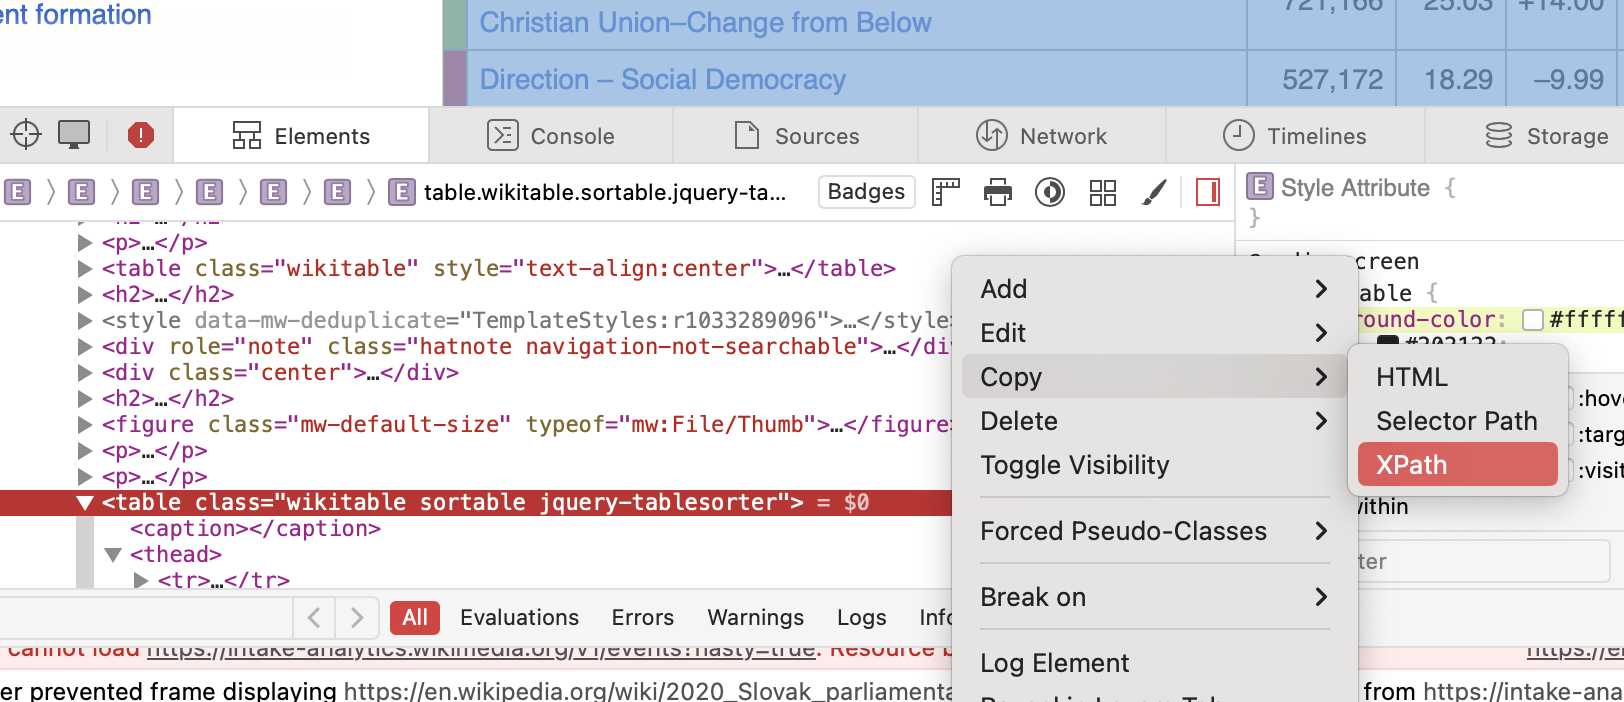 ent formation
721,166 25.03 +14.00
Christian Union–Change from Below
Direction – Social Democracy 527,172 18.29 –9.99
Elements Console Sources Network Timelines Storage
E E E E E E E table.wikitable.sortable.jquery-ta... Badges E Style Attribute {
}
<h2>…</h2>
<p>…</p>
<table class="wikitable" style="text-align:center">…</table>
<h2>…</h2>
<style data-mw-deduplicate="TemplateStyles:r1033289096">…</style>
<div role="note" class="hatnote navigation-not-searchable">…</di
<div class="center">…</div>
<h2>…</h2>
<figure class="mw-default-size" typeof="mw:File/Thumb">…</figure>
<p>…</p>
<p>…</p>
<table class="wikitable sortable jquery-tablesorter"> = $0
<caption></caption>
<thead>
<tr>…</tr>
Add
Edit
Copy
Delete
Toggle Visibility
Forced Pseudo-Classes
Break on
Log Element
HTML
Selector Path
XPath
creen
able {
round-color: #fffff
#202122;
:hov
:targ
:visit
ithin
ter
All Evaluations Errors Warnings Logs Info
cannot load https://intake-analytics.wikimedia.org/v1/events?hasty=true. Resource b https://e
er prevented frame displaying https://en.wikipedia.org/wiki/2020_Slovak_parliamenta from https://intake-ana